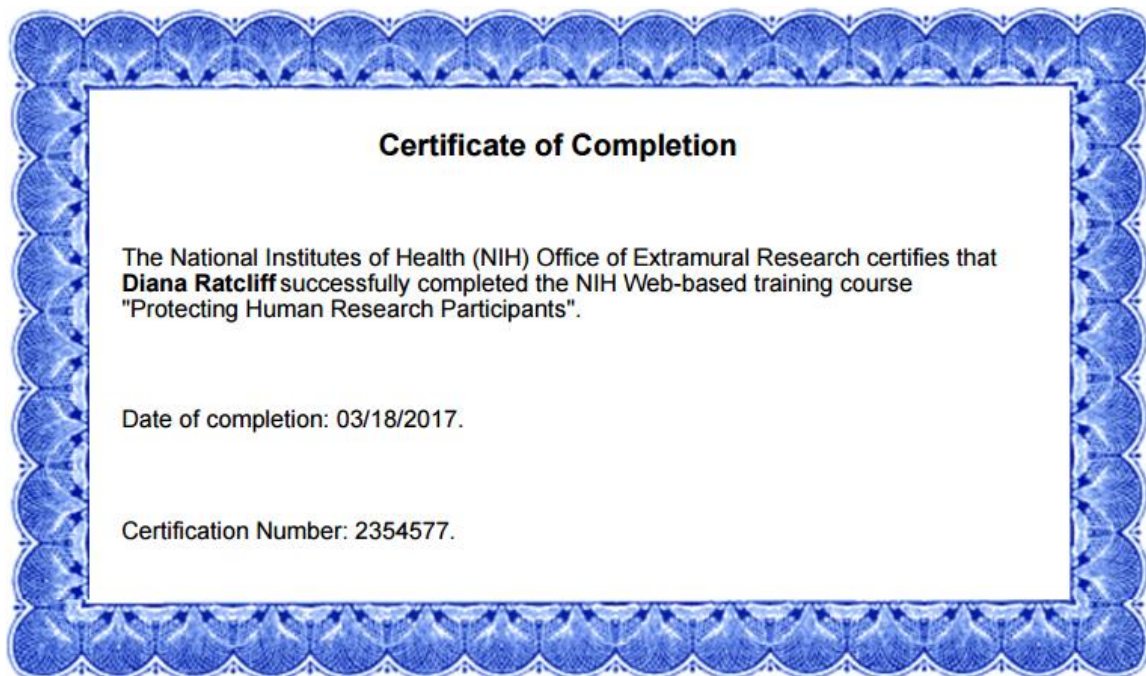 Certificate of Completion
The National Institutes of Health (NIH) Office of Extramural Research certifies that
Diana Ratcliff successfully completed the NIH Web-based training course
"Protecting Human Research Participants".
Date of completion: 03/18/2017.
Certification Number: 2354577.